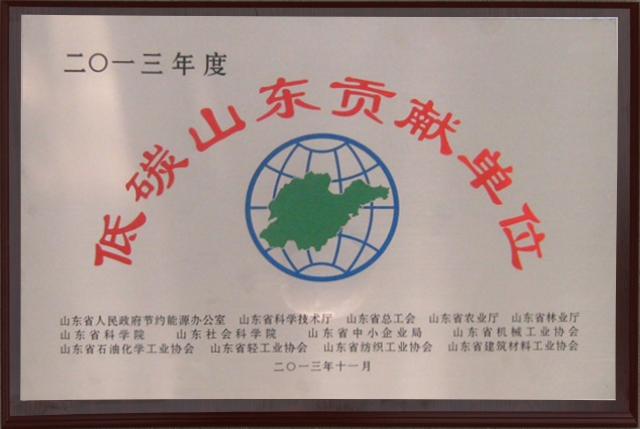 二〇一三年度
低碳山东贡献单位
山东省人民政府节约能源办公室 山东省科学技术厅 山东省总工会 山东省农业厅 山东省林业厅
山东省科学院 山东社会科学院 山东省中小企业局 山东省机械工业协会
山东省石油化学工业协会 山东省轻工业协会 山东省纺织工业协会 山东省建筑材料工业协会
二〇一三年十一月